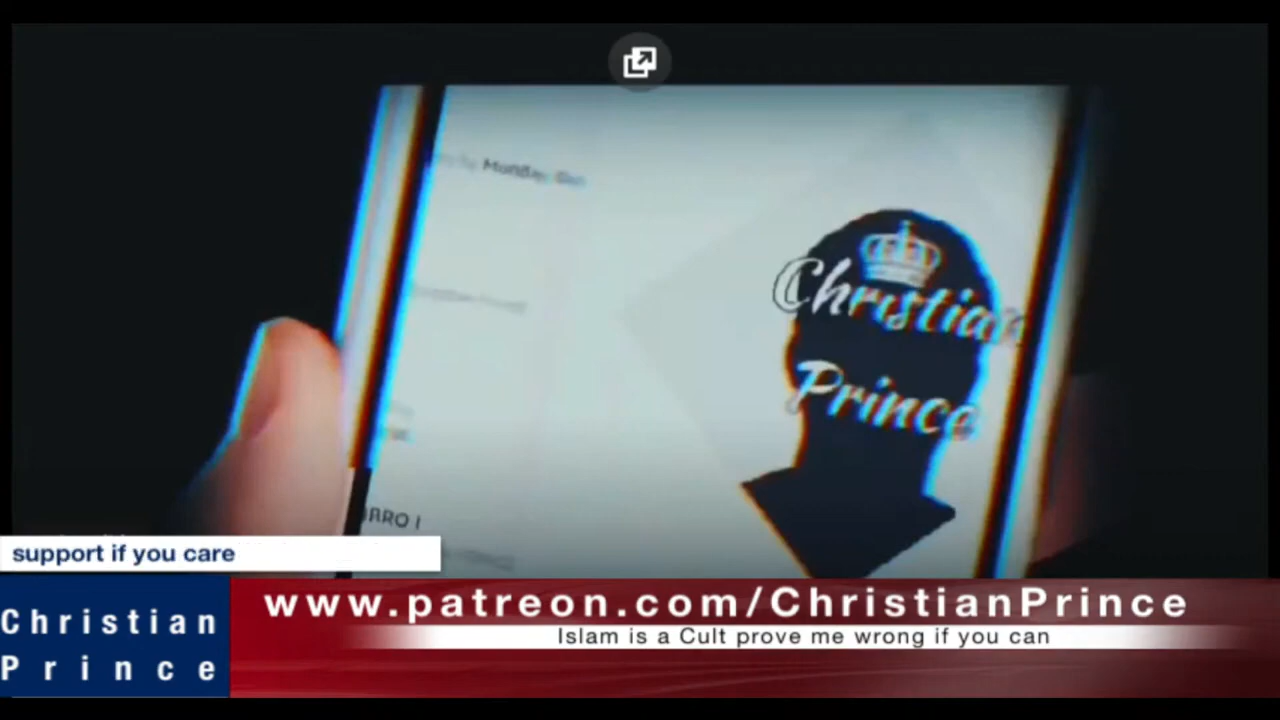 Monday
Christian
Prince
support if you care
Christian
Prince
www.patreon.com/ChristianPrince
Islam is a Cult prove me wrong if you can